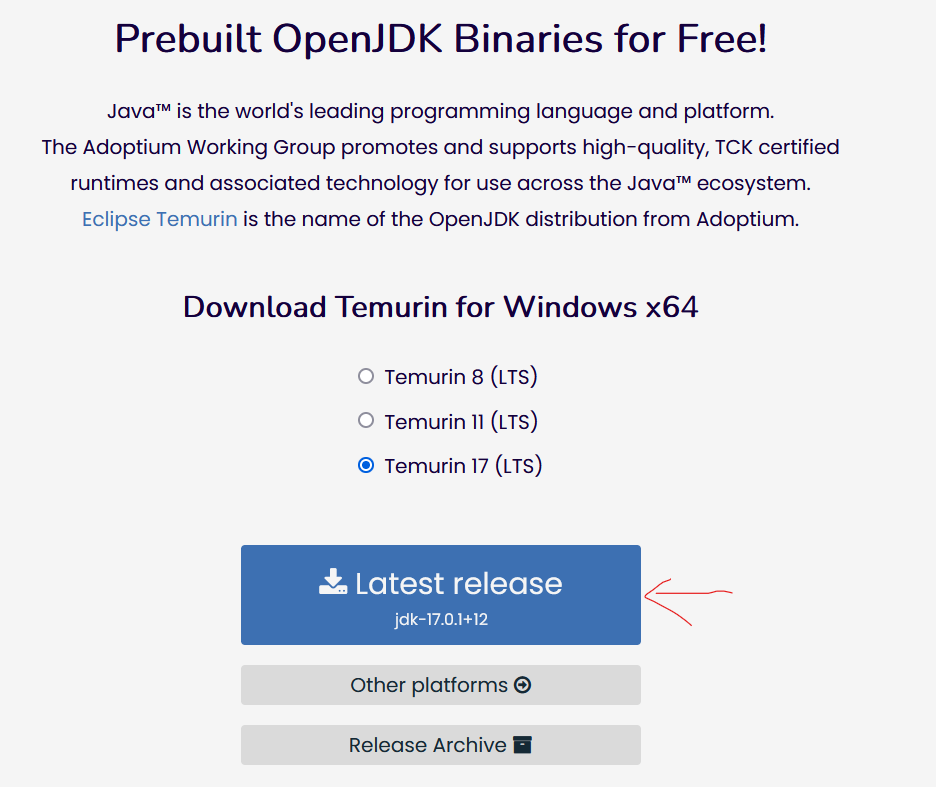 Prebuilt OpenJDK Binaries for Free!
Java™ is the world's leading programming language and platform.
The Adoptium Working Group promotes and supports high-quality, TCK certified
runtimes and associated technology for use across the Java™ ecosystem.
Eclipse Temurin is the name of the OpenJDK distribution from Adoptium.
Download Temurin for Windows x64
Temurin 8 (LTS)
Temurin 11 (LTS)
Temurin 17 (LTS)
Latest release
jdk-17.0.1+12
Other platforms
Release Archive